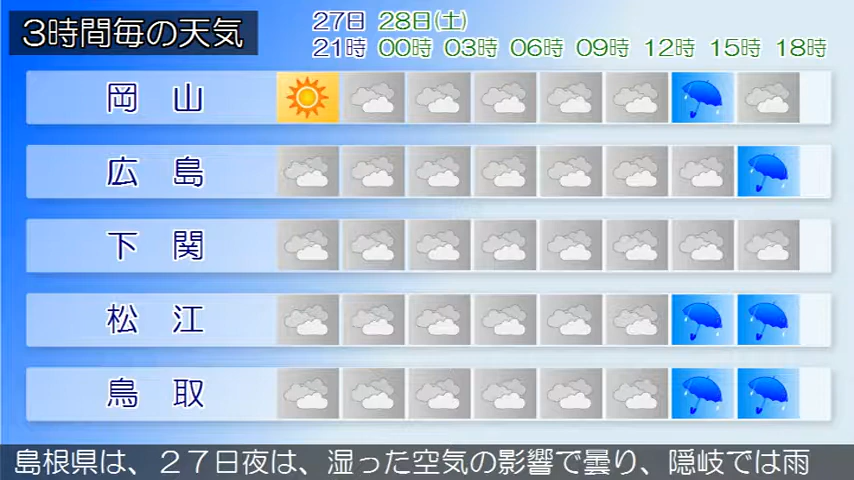 3時間毎の天気
27日 28日(土)
21時 00時 03時 06時 09時 12時 15時 18時
岡 山
広 島
下 関
松 江
鳥 取
島根県は、２７日夜は、湿った空気の影響で曇り、隠岐では雨